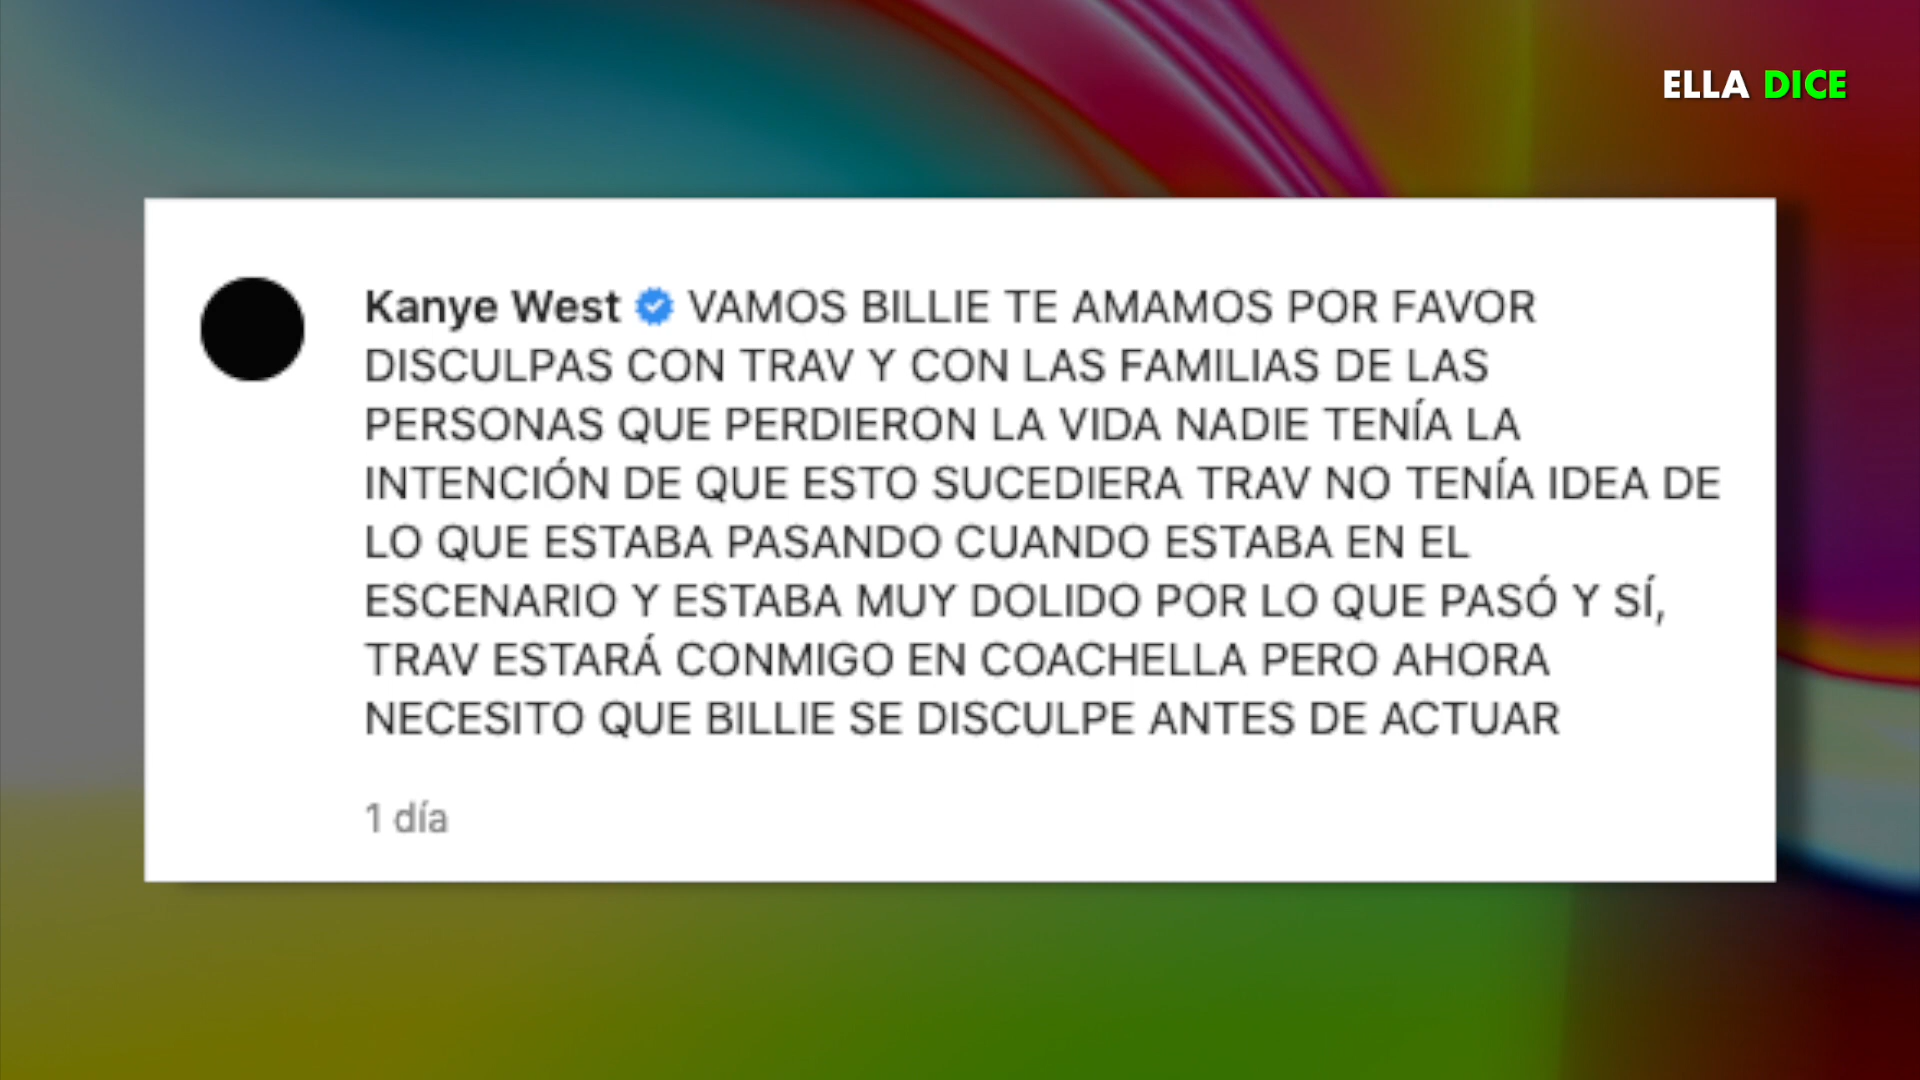 ELLA DICE
Kanye West VAMOS BILLIE TE AMAMOS POR FAVOR
DISCULPAS CON TRAV Y CON LAS FAMILIAS DE LAS
PERSONAS QUE PERDIERON LA VIDA NADIE TENÍA LA
INTENCIÓN DE QUE ESTO SUCEDIERA TRAV NO TENÍA IDEA DE
LO QUE ESTABA PASANDO CUANDO ESTABA EN EL
ESCENARIO Y ESTABA MUY DOLIDO POR LO QUE PASÓ Y SÍ,
TRAV ESTARÁ CONMIGO EN COACHELLA PERO AHORA
NECESITO QUE BILLIE SE DISCULPE ANTES DE ACTUAR
1 día